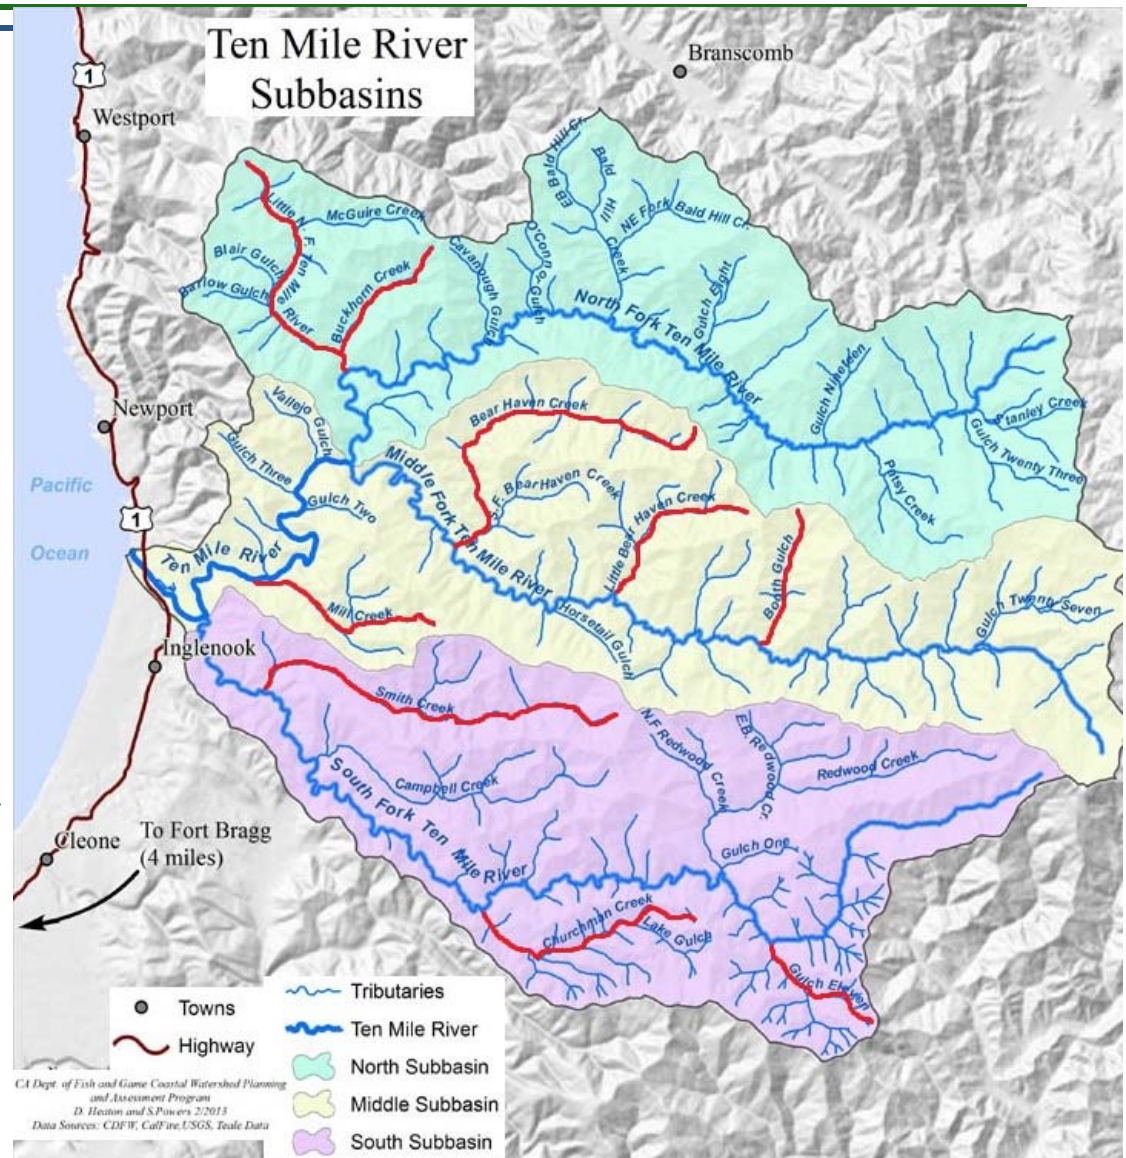 Ten Mile River
Subbasins
Branscomb
1
Westport
EB Bald Hill Cr.
Bald Hill Creek
NE Fork Bald Hill Cr.
Little N. F. Ten Mile River
McGuire Creek
Blair Gulch
Barlow Gulch
Buckhorn Creek
Cavanough Gulch
O'Connor Gulch
North Fork Ten Mile River
Gulch Eight
Gulch Nineteen
Stanley Creek
Gulch Twenty Three
Patsy Creek
Newport
Vallejo Gulch
Gulch Three
Gulch Two
Bear Haven Creek
S.F. Bear Haven Creek
Little Bear Haven Creek
Middle Fork Ten Mile River
Booth Gulch
Gulch Twenty Seven
Horsetail Gulch
Pacific
Ocean
1
Ten Mile River
Mill Creek
Inglenook
Smith Creek
N.F Redwood Creek
EB Redwood Cr.
Redwood Creek
Campbell Creek
South Fork Ten Mile River
Gulch One
Churchman Creek
Lake Gulch
Gulch Eleven
Cleone
To Fort Bragg
(4 miles)
Towns
Highway
Tributaries
Ten Mile River
North Subbasin
Middle Subbasin
South Subbasin
CA Dept. of Fish and Game Coastal Watershed Planning
and Assessment Program
D. Heaton and S.Powers 2/2013
Data Sources: CDFW, CalFire,USGS, Teale Data